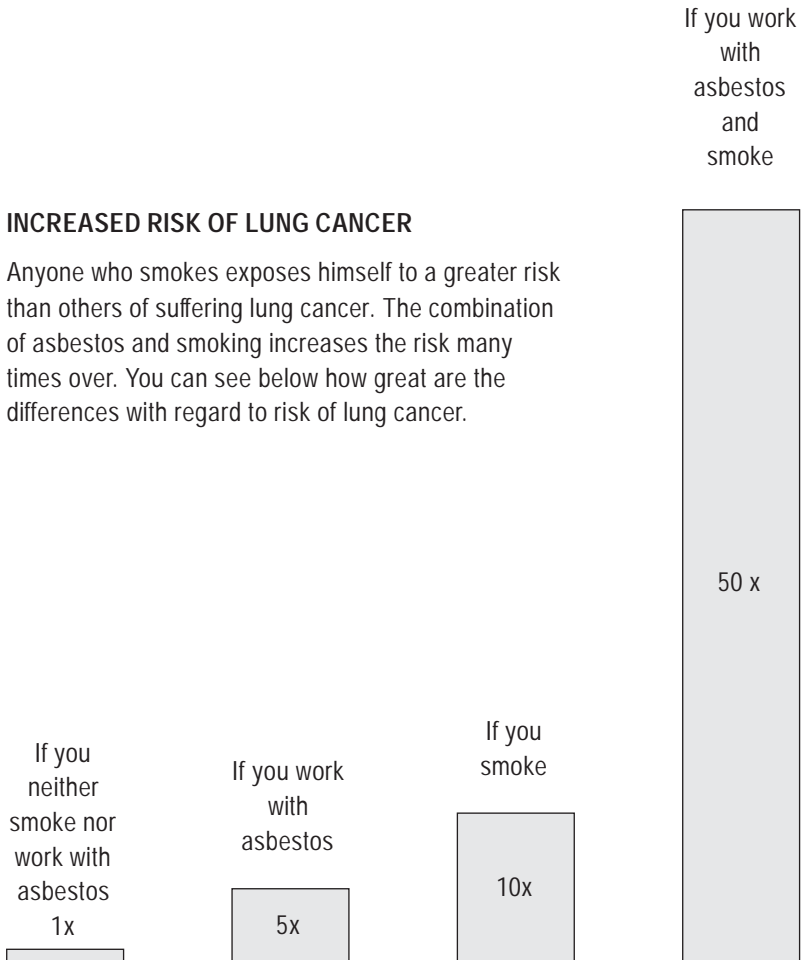 If you work
with
asbestos
and
smoke
INCREASED RISK OF LUNG CANCER
Anyone who smokes exposes himself to a greater risk
than others of suffering lung cancer. The combination
of asbestos and smoking increases the risk many
times over. You can see below how great are the
differences with regard to risk of lung cancer.
50 x
If you
neither
smoke nor
work with
asbestos
1x
If you work
with
asbestos
5x
If you
smoke
10x